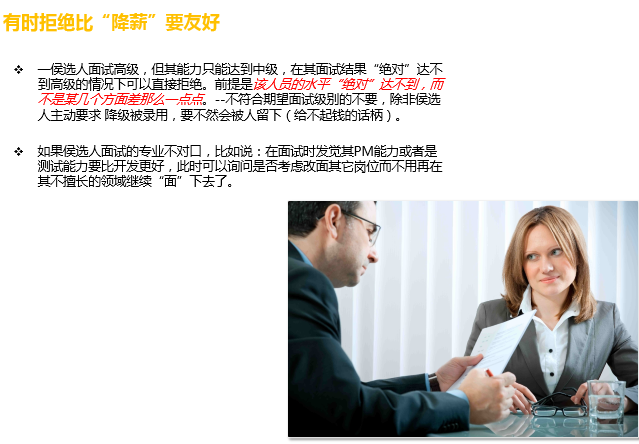 有时拒绝比“降薪”要友好
❖ 一侯选人面试高级，但其能力只能达到中级，在其面试结果“绝对”达不
到高级的情况下可以直接拒绝。前提是该人员的水平“绝对”达不到，而
不是某几个方面差那么一点点。--不符合期望面试级别的不要，除非侯选
人主动要求 降级被录用，要不然会被人留下（给不起钱的话柄）。
❖ 如果侯选人面试的专业不对口，比如说：在面试时发觉其PM能力或者是
测试能力要比开发更好，此时可以询问是否考虑改面其它岗位而不用再在
其不擅长的领域继续“面”下去了。